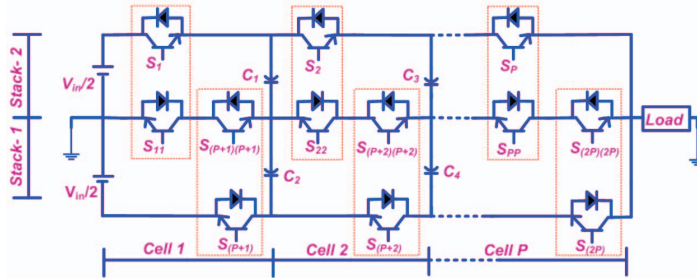 Stack- 2
Stack- 1
Vin/2
Vin/2
S1
C1
S2
C3
SP
S11
S(P+1)(P+1)
S22
S(P+2)(P+2)
SPP
S(2P)(2P)
Load
C2
C4
S(P+1)
S(P+2)
S(2P)
Cell 1
Cell 2
Cell P